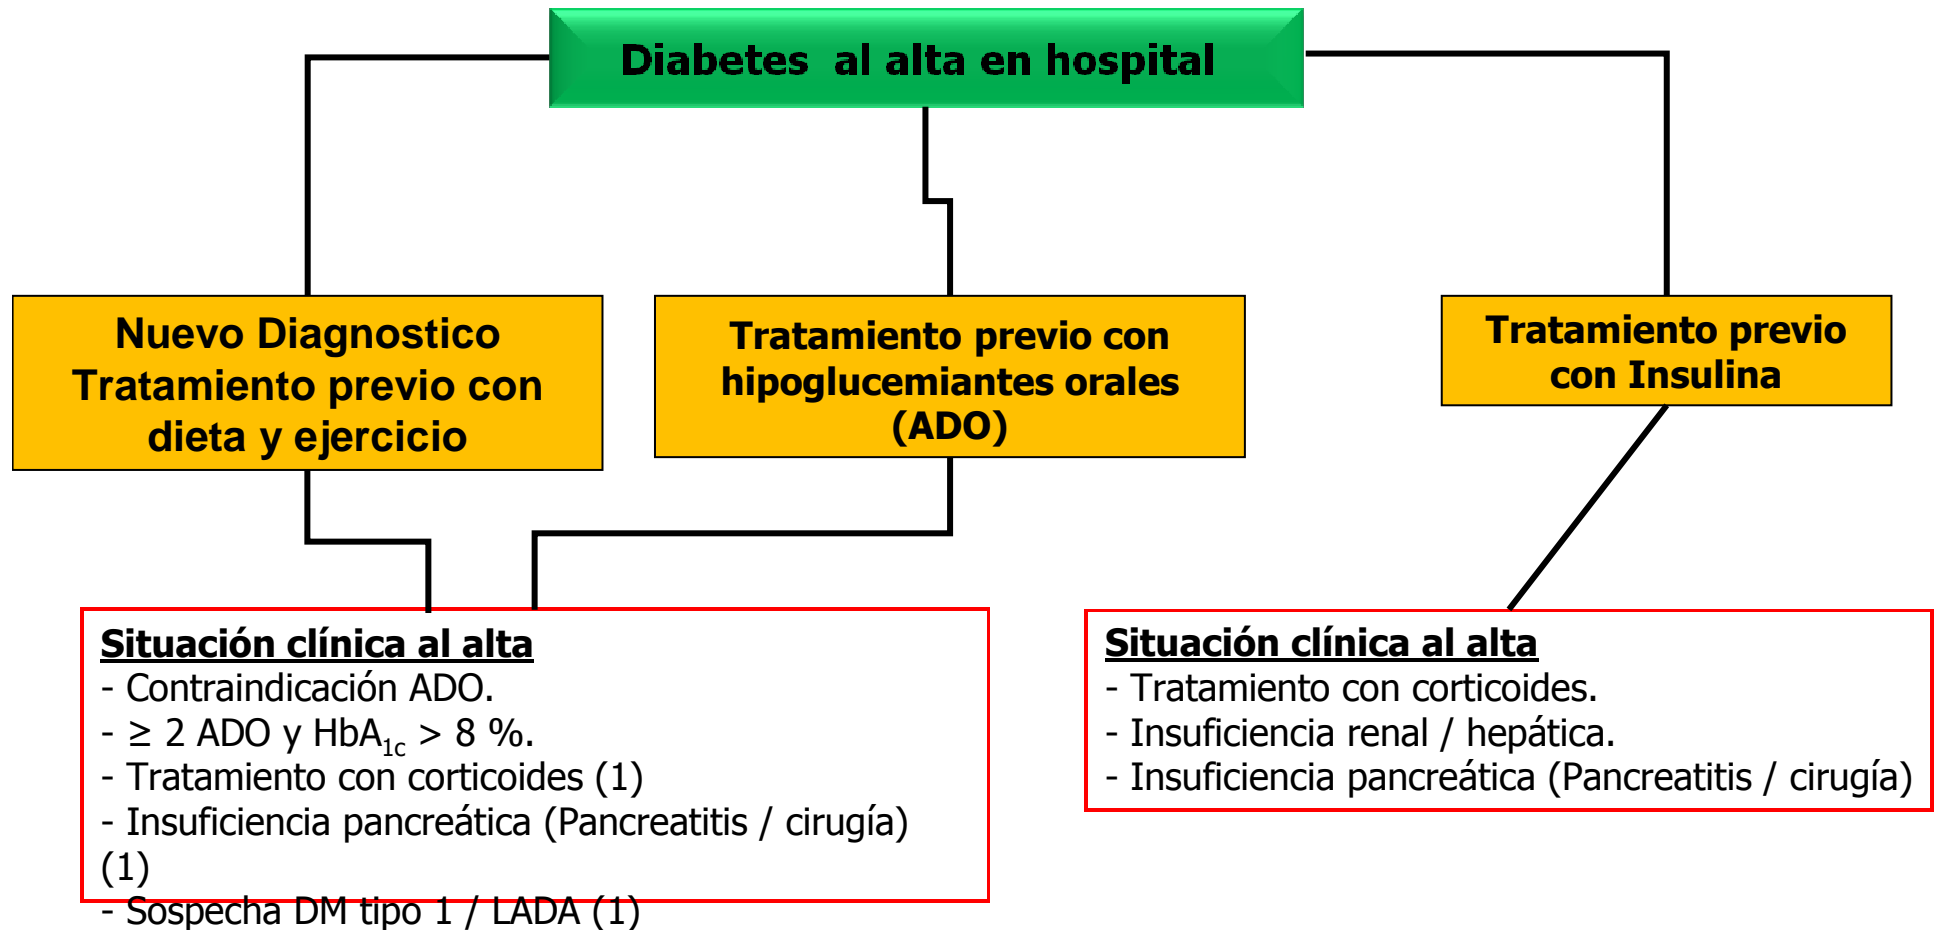 Diabetes al alta en hospital
Nuevo Diagnostico
Tratamiento previo con
dieta y ejercicio
Tratamiento previo con
hipoglucemiantes orales
(ADO)
Tratamiento previo
con Insulina
Situación clínica al alta
- Contraindicación ADO.
- ≥ 2 ADO y HbA1c > 8 %.
- Tratamiento con corticoides (1)
- Insuficiencia pancreática (Pancreatitis / cirugía)
(1)
- Sospecha DM tipo 1 / LADA (1)
Situación clínica al alta
- Tratamiento con corticoides.
- Insuficiencia renal / hepática.
- Insuficiencia pancreática (Pancreatitis / cirugía)